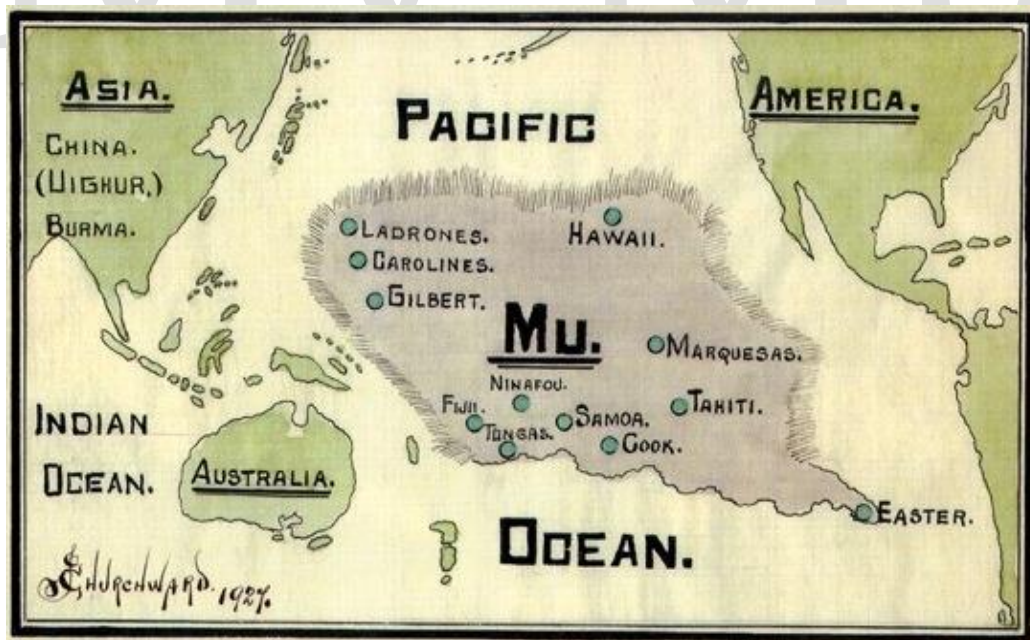 ASIA.
CHINA.
(UIGHUR,)
BURMA.
PACIFIC
AMERICA.
LADRONES.
CAROLINES.
GILBERT.
HAWAII.
MU.
MARQUESAS.
NINAFOU.
FIJII.
TONGAS.
SAMOA.
TAHITI.
COOK.
EASTER.
INDIAN
OCEAN.
AUSTRALIA.
OCEAN.
J CHURCHWARD. 1927.